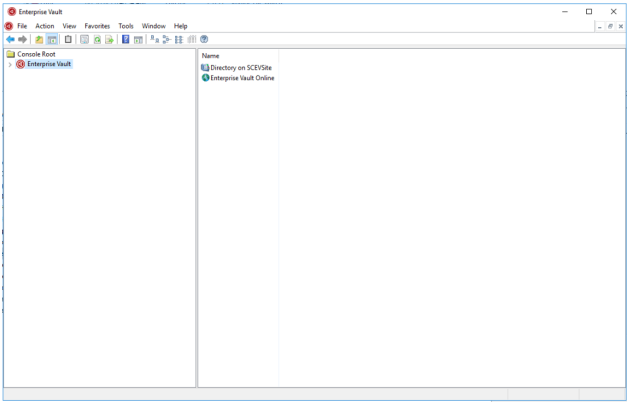 Enterprise Vault
File Action View Favorites Tools Window Help
Console Root
Enterprise Vault
Name
Directory on SCEVSite
Enterprise Vault Online